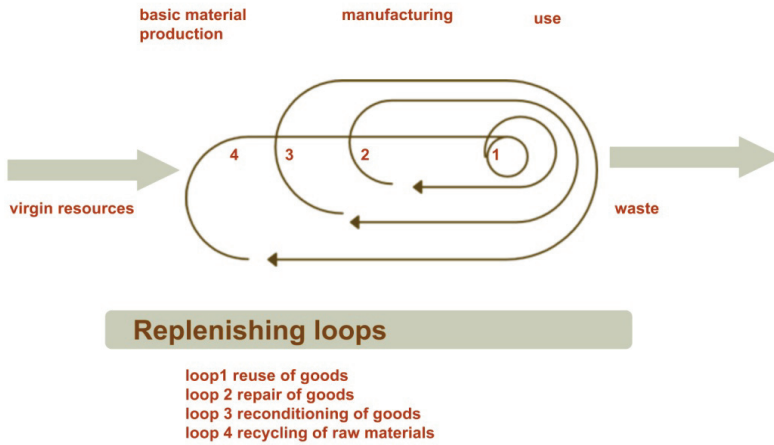 basic material
production
manufacturing
use
4
3
2
1
virgin resources
waste
Replenishing loops
loop1 reuse of goods
loop 2 repair of goods
loop 3 reconditioning of goods
loop 4 recycling of raw materials